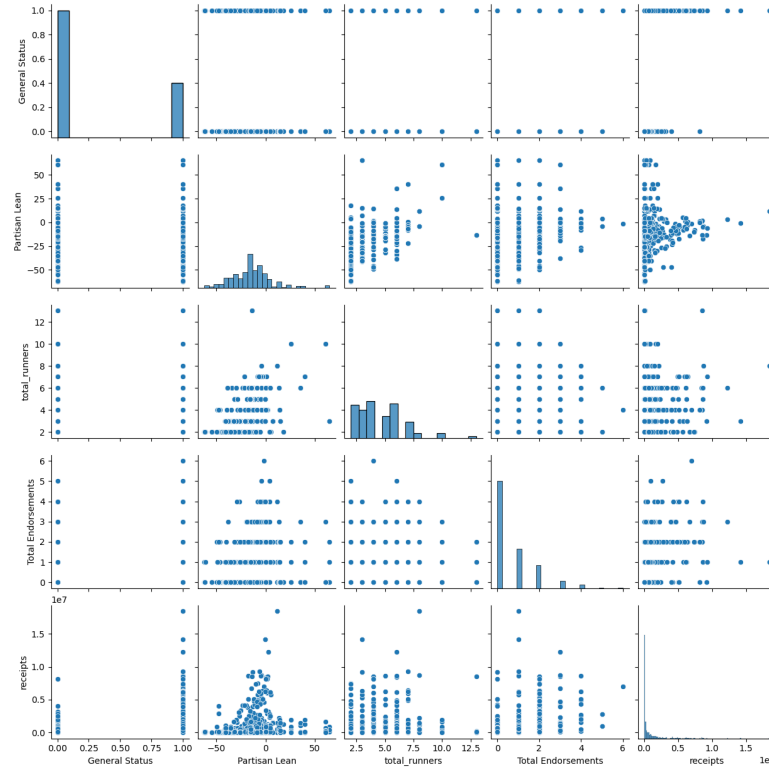 General Status
1.0
0.8
0.6
0.4
0.2
0.0
Partisan Lean
50
25
0
−25
−50
total_runners
12
10
8
6
4
2
Total Endorsements
6
5
4
3
2
1
0
1e7
receipts
1.5
1.0
0.5
0.0
0.00 0.25 0.50 0.75 1.00
General Status
−50 0 50
Partisan Lean
2.5 5.0 7.5 10.0 12.5
total_runners
0 2 4 6
Total Endorsements
0.0 0.5 1.0 1.5
receipts